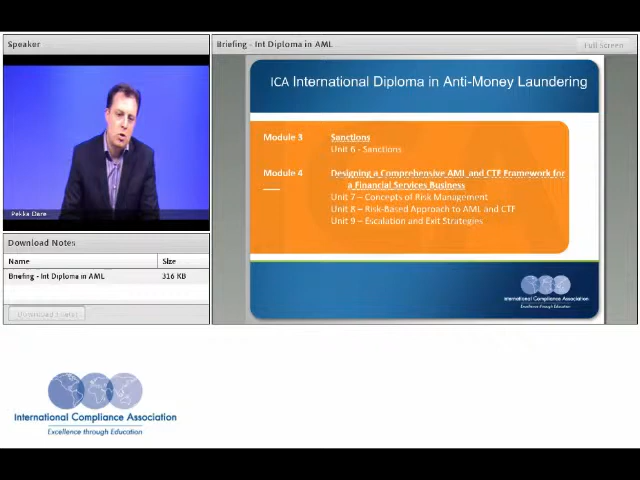 Speaker
Pekka Dare
Download Notes
Name Size
Briefing - Int Diploma in AML 316 KB
Briefing - Int Diploma in AML
Full Screen
ICA International Diploma in Anti-Money Laundering
Module 3 Sanctions
Unit 6 - Sanctions
Module 4 Designing a Comprehensive AML and CTF Framework for
a Financial Services Business
Unit 7 – Concepts of Risk Management
Unit 8 – Risk-Based Approach to AML and CTF
Unit 9 – Escalation and Exit Strategies
International Compliance Association
Excellence through Education
International Compliance Association
Excellence through Education